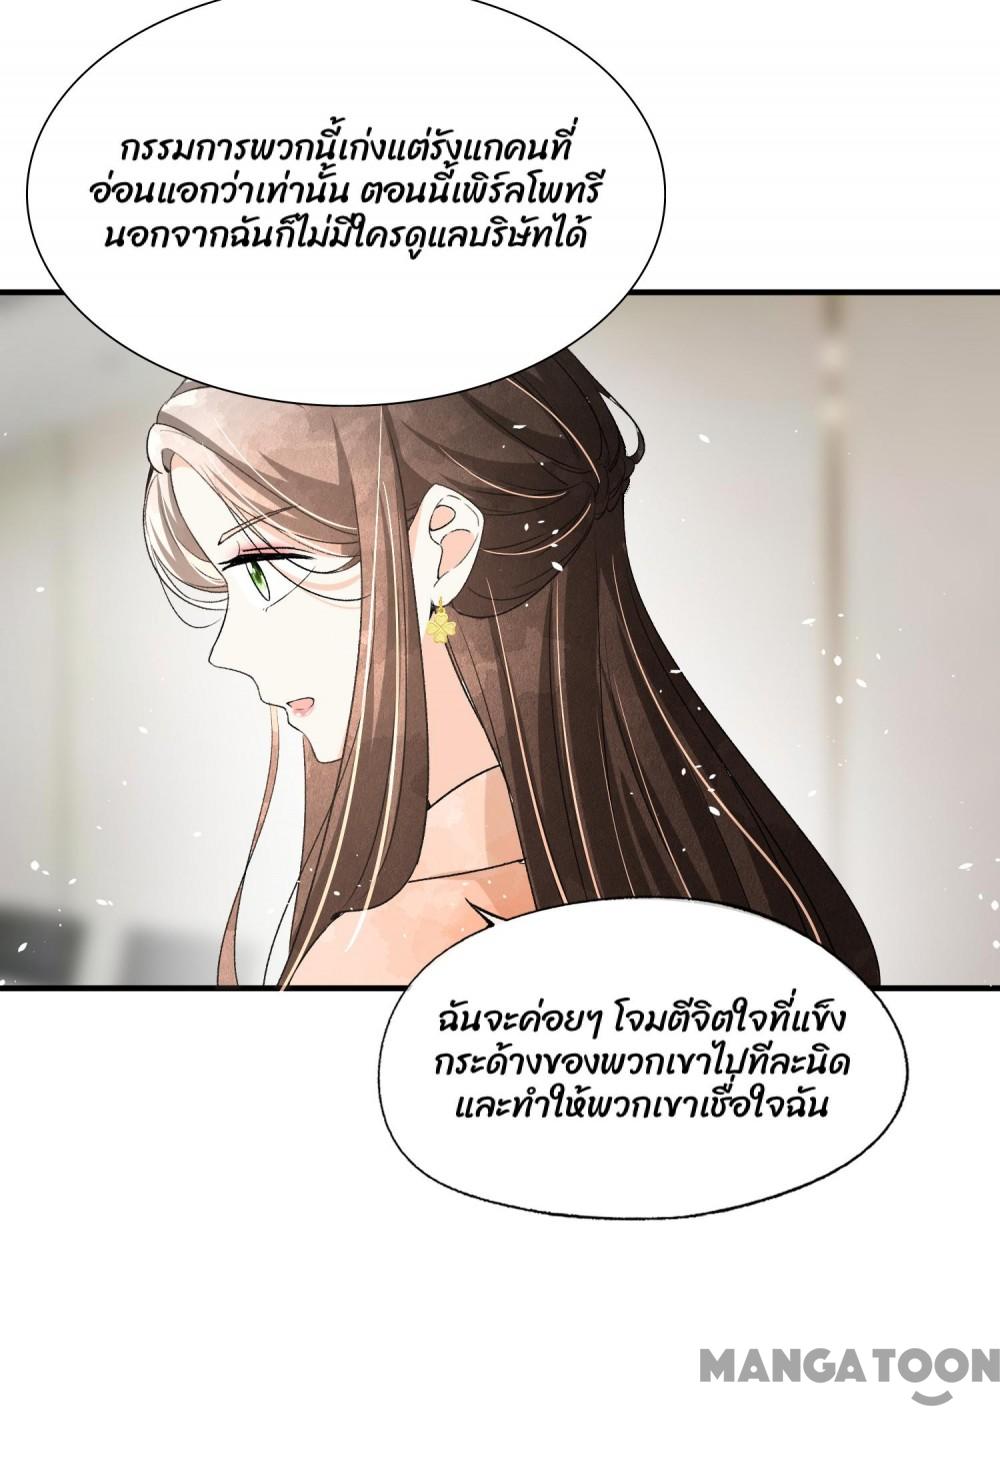 กรรมการพวกนี้เก่งแต่รังแกคนที่
อ่อนแอกว่าเท่านั้น ตอนนี้เพิร์ลโพทรี
นอกจากฉันก็ไม่มีใครดูแลบริษัทได้
ฉันจะค่อยๆ โจมตีจิตใจที่แข็ง
กระด้างของพวกเขาไปทีละนิด
และทำให้พวกเขาเชื่อใจฉัน
MANGATOON